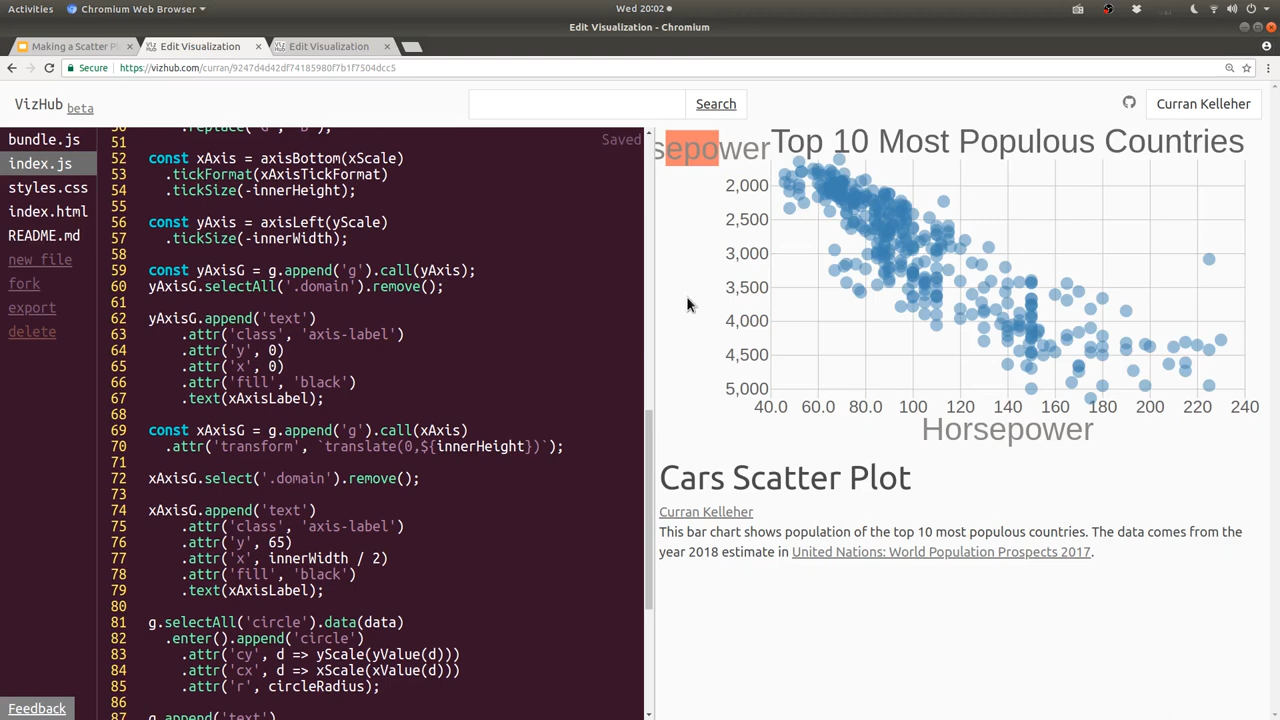 Activities
Chromium Web Browser
Wed 20:02
Edit Visualization - Chromium
Making a Scatter Pl
Edit Visualization
Edit Visualization
Secure
https://vizhub.com/curran/9247d4d42df74185980f7b1f7504dcc5
VizHub beta
Search
Curran Kelleher
bundle.js
index.js
styles.css
index.html
README.md
new file
fork
export
delete
Feedback
Saved
51
52 const xAxis = axisBottom(xScale)
53 .tickFormat(xAxisTickFormat)
54 .tickSize(-innerHeight);
55
56 const yAxis = axisLeft(yScale)
57 .tickSize(-innerWidth);
58
59 const yAxisG = g.append('g').call(yAxis);
60 yAxisG.selectAll('.domain').remove();
61
62 yAxisG.append('text')
63 .attr('class', 'axis-label')
64 .attr('y', 0)
65 .attr('x', 0)
66 .attr('fill', 'black')
67 .text(xAxisLabel);
68
69 const xAxisG = g.append('g').call(xAxis)
70 .attr('transform', `translate(0,${innerHeight})`);
71
72 xAxisG.select('.domain').remove();
73
74 xAxisG.append('text')
75 .attr('class', 'axis-label')
76 .attr('y', 65)
77 .attr('x', innerWidth / 2)
78 .attr('fill', 'black')
79 .text(xAxisLabel);
80
81 g.selectAll('circle').data(data)
82 .enter().append('circle')
83 .attr('cy', d => yScale(yValue(d)))
84 .attr('cx', d => xScale(xValue(d)))
85 .attr('r', circleRadius);
86
sepower
Top 10 Most Populous Countries
2,000
2,500
3,000
3,500
4,000
4,500
5,000
40.0 60.0 100 120 140 160 180 200 220 240
Horsepower
Cars Scatter Plot
Curran Kelleher
This bar chart shows population of the top 10 most populous countries. The data comes from the
year 2018 estimate in United Nations: World Population Prospects 2017.